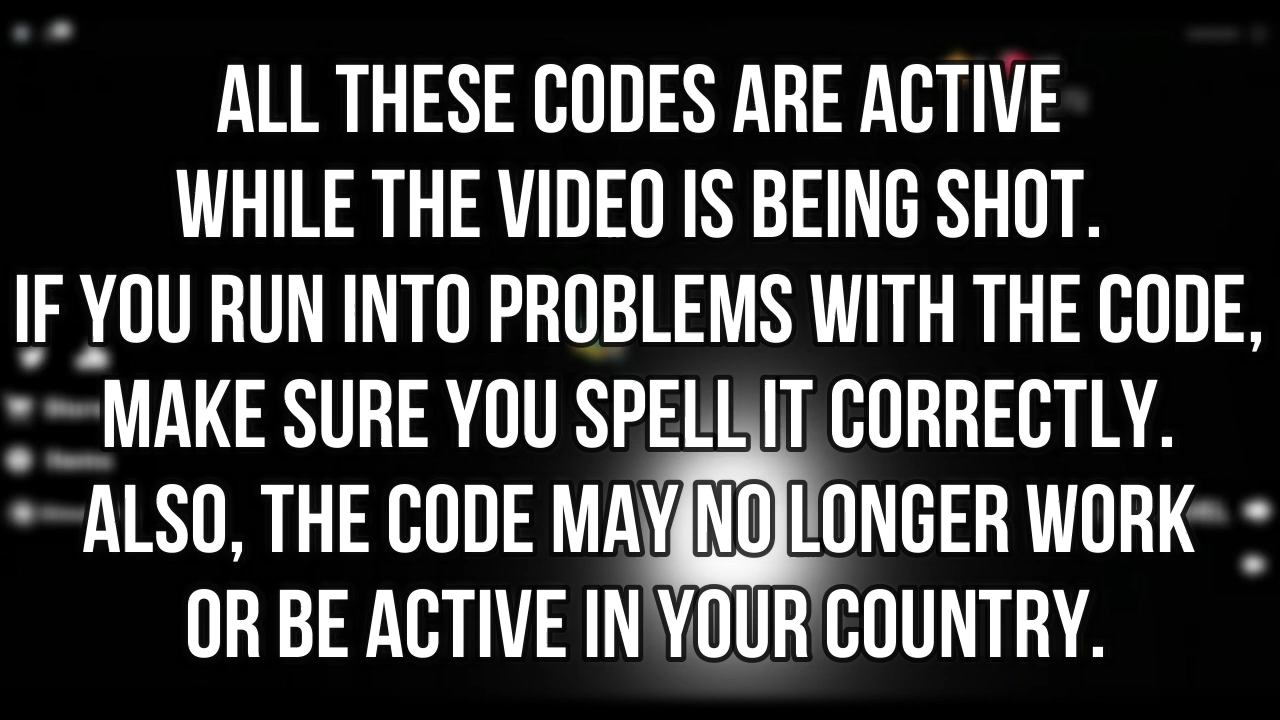 ALL THESE CODES ARE ACTIVE
WHILE THE VIDEO IS BEING SHOT.
IF YOU RUN INTO PROBLEMS WITH THE CODE,
MAKE SURE YOU SPELL IT CORRECTLY.
ALSO, THE CODE MAY NO LONGER WORK
OR BE ACTIVE IN YOUR COUNTRY.